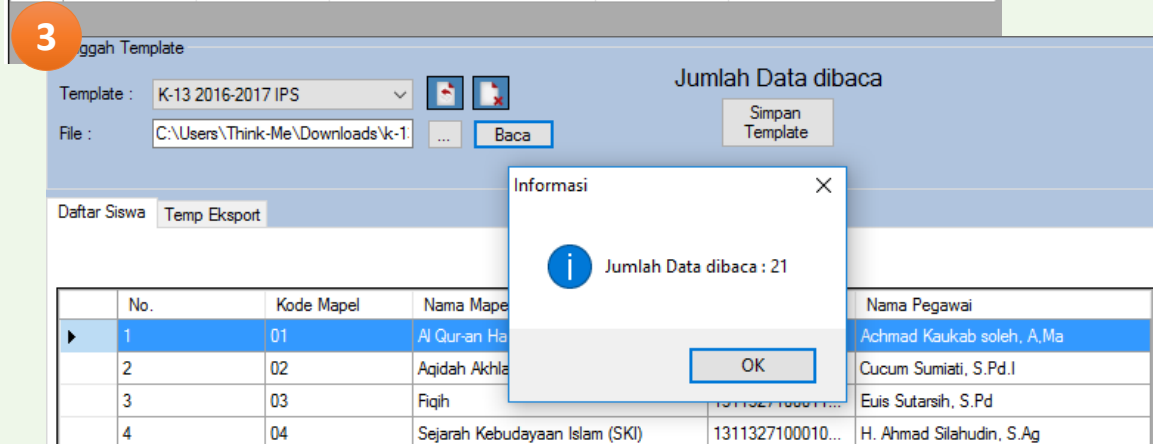 3
ggah Template
Template : K-13 2016-2017 IPS
Jumlah Data dibaca
Simpan
Template
File : C:\Users\Think-Me\Downloads\k-1 ... Baca
Informasi
Daftar Siswa Temp Eksport
Jumlah Data dibaca : 21
OK
No. Kode Mapel Nama Mape Nama Pegawai
1 01 Al Qur-an Ha Achmad Kaukab soleh, A,Ma
2 02 Aqidah Akhla Cucum Sumiati, S.Pd.I
3 03 Fiqih Euis Sutarsih, S.Pd
4 04 Sejarah Kebudayaan Islam (SKI) 1311327100010... H. Ahmad Silahudin, S.Ag